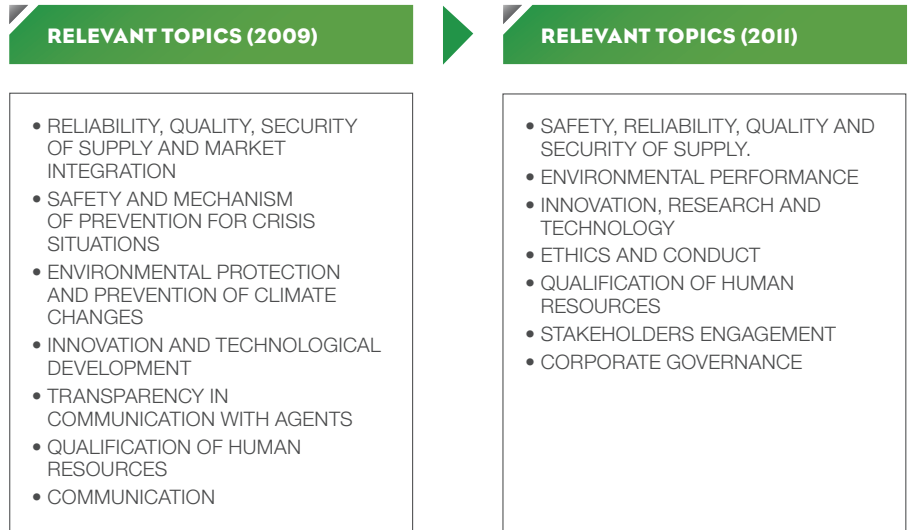 RELEVANT TOPICS (2009)
• RELIABILITY, QUALITY, SECURITY
OF SUPPLY AND MARKET
INTEGRATION
• SAFETY AND MECHANISM
OF PREVENTION FOR CRISIS
SITUATIONS
• ENVIRONMENTAL PROTECTION
AND PREVENTION OF CLIMATE
CHANGES
• INNOVATION AND TECHNOLOGICAL
DEVELOPMENT
• TRANSPARENCY IN
COMMUNICATION WITH AGENTS
• QUALIFICATION OF HUMAN
RESOURCES
• COMMUNICATION
RELEVANT TOPICS (2011)
• SAFETY, RELIABILITY, QUALITY AND
SECURITY OF SUPPLY.
• ENVIRONMENTAL PERFORMANCE
• INNOVATION, RESEARCH AND
TECHNOLOGY
• ETHICS AND CONDUCT
• QUALIFICATION OF HUMAN
RESOURCES
• STAKEHOLDERS ENGAGEMENT
• CORPORATE GOVERNANCE